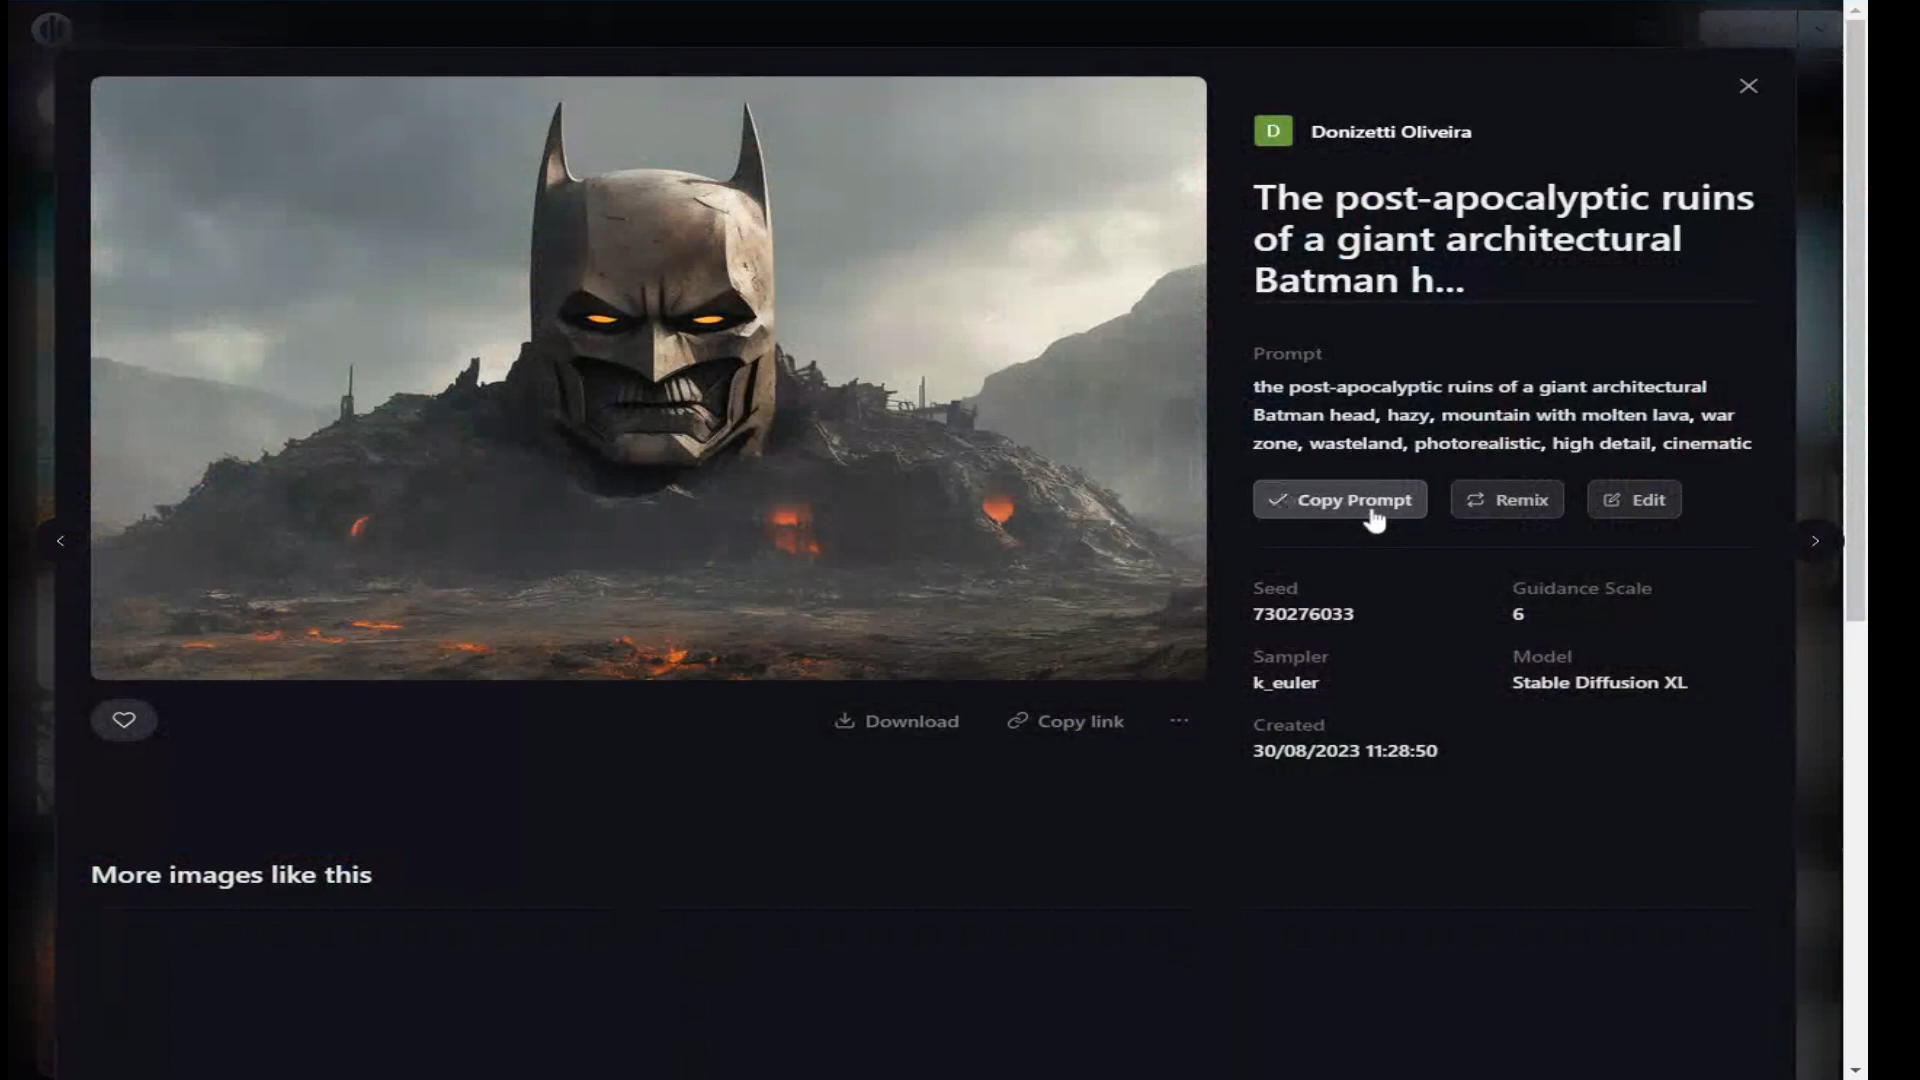 D Donizetti Oliveira
The post-apocalyptic ruins
of a giant architectural
Batman h...
Prompt
the post-apocalyptic ruins of a giant architectural
Batman head, hazy, mountain with molten lava, war
zone, wasteland, photorealistic, high detail, cinematic
Copy Prompt Remix Edit
Seed Guidance Scale
730276033 6
Sampler Model
k_euler Stable Diffusion XL
Created
30/08/2023 11:28:50
Download Copy link
More images like this